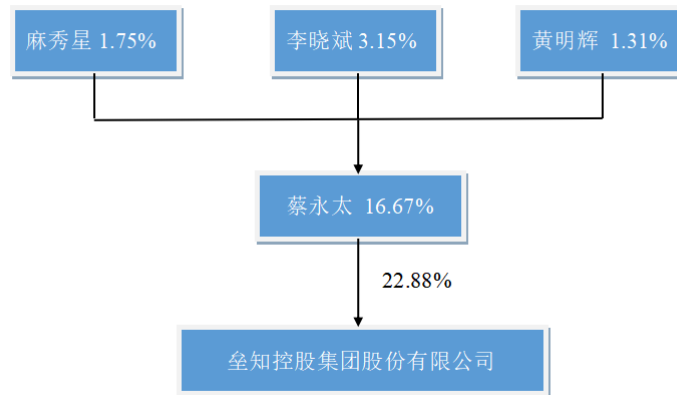 麻秀星 1.75%
李晓斌 3.15%
黄明辉 1.31%
蔡永太 16.67%
22.88%
垒知控股集团股份有限公司